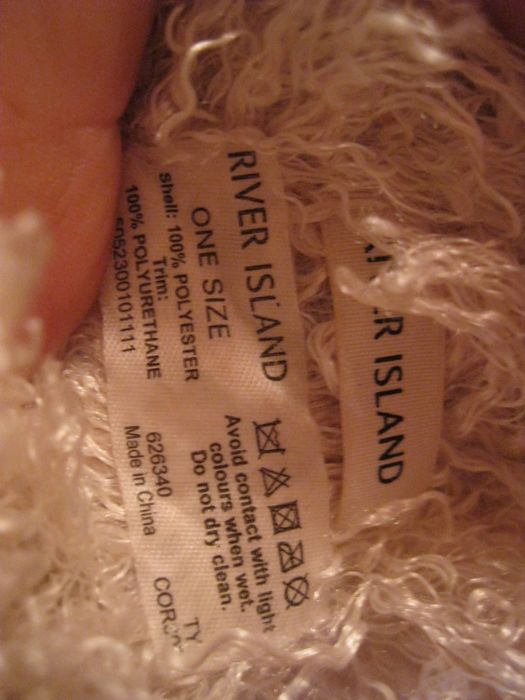 RIVER ISLAND
ONE SIZE
Shell: 100% POLYESTER
Trim:
100% POLYURETHANE
Avoid contact with light
colours when wet.
Do not dry clean.
626340
Made in China
TY
R ISLAND